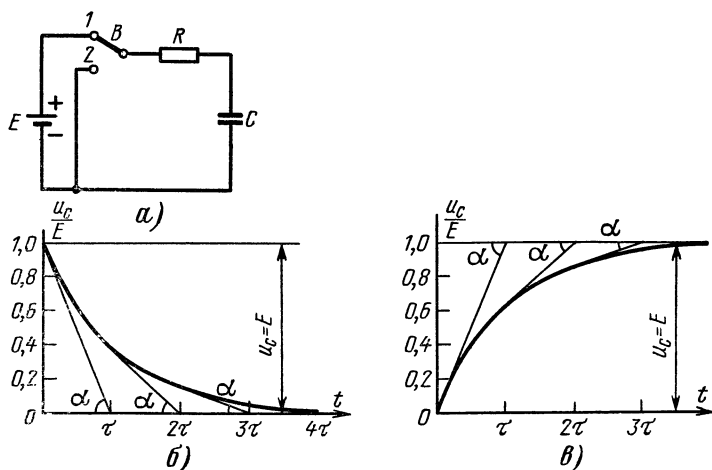 1
B
R
2
E
+
−
C
а)
u_C/E
1,0
0,8
0,6
0,4
0,2
0
α
α
α
τ
2τ
3τ
4τ
t
u_C=E
б)
u_C/E
1,0
0,8
0,6
0,4
0,2
0
α
α
α
τ
2τ
3τ
t
u_C=E
в)